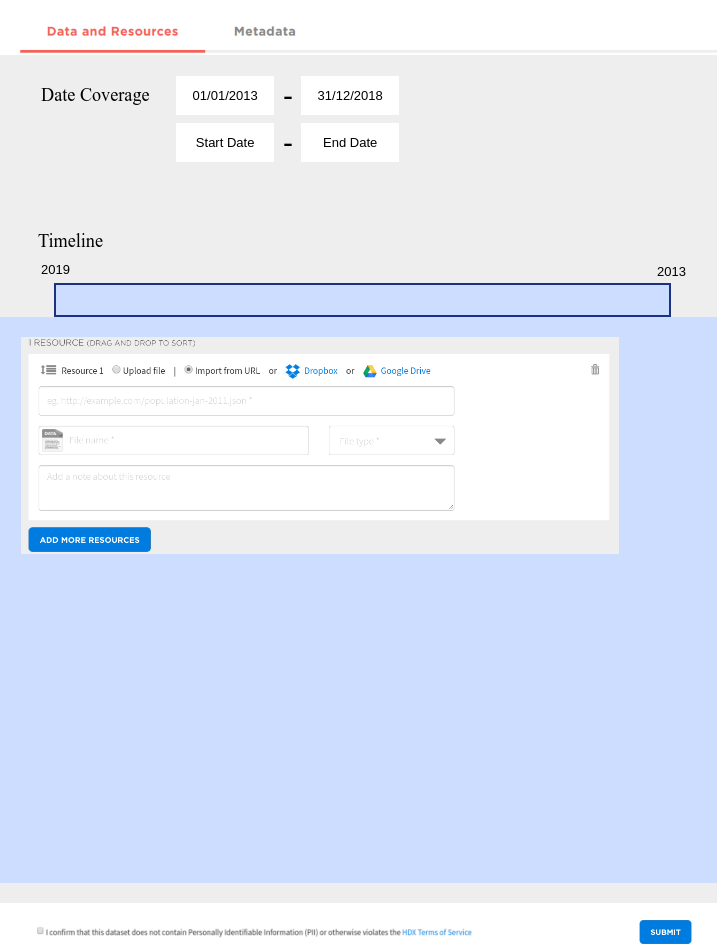 Data and Resources Metadata
Date Coverage 01/01/2013 - 31/12/2018
Start Date - End Date
Timeline
2019 2013
1 RESOURCE (DRAG AND DROP TO SORT)
Resource 1 Upload file | Import from URL or Dropbox or Google Drive
eg, http://example.com/population-jan-2011.json *
DATA File name * File type *
Add a note about this resource
ADD MORE RESOURCES
I confirm that this dataset does not contain Personally Identifiable Information (PII) or otherwise violates the HDX Terms of Service SUBMIT